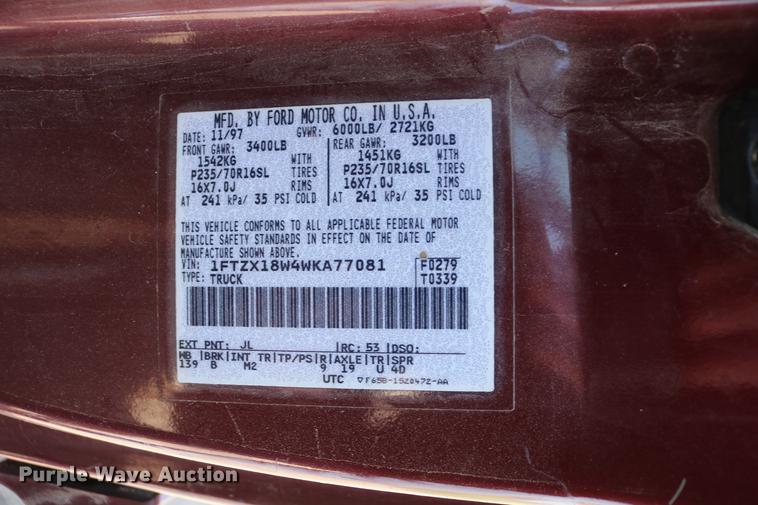 MFD. BY FORD MOTOR CO. IN U.S.A.
DATE: 11/97 GVWR: 6000LB/ 2721KG
FRONT GAWR: 3400LB REAR GAWR: 3200LB
1542KG WITH 1451KG WITH
P235/70R16SL TIRES P235/70R16SL TIRES
16X7.0J RIMS 16X7.0J RIMS
AT 241 kPa/ 35 PSI COLD AT 241 kPa/ 35 PSI COLD
THIS VEHICLE CONFORMS TO ALL APPLICABLE FEDERAL MOTOR
VEHICLE SAFETY STANDARDS IN EFFECT ON THE DATE OF
MANUFACTURE SHOWN ABOVE.
VIN: 1FTZX18W4WKA77081 F0279
TYPE: TRUCK T0339
EXT PNT: JL RC: 53 DSO:
WB BRK INT TR TP/PS R AXLE TR SPR
139 B M2 9 19 U 4D
UTC F65B-1520472-AA
Purple Wave Auction